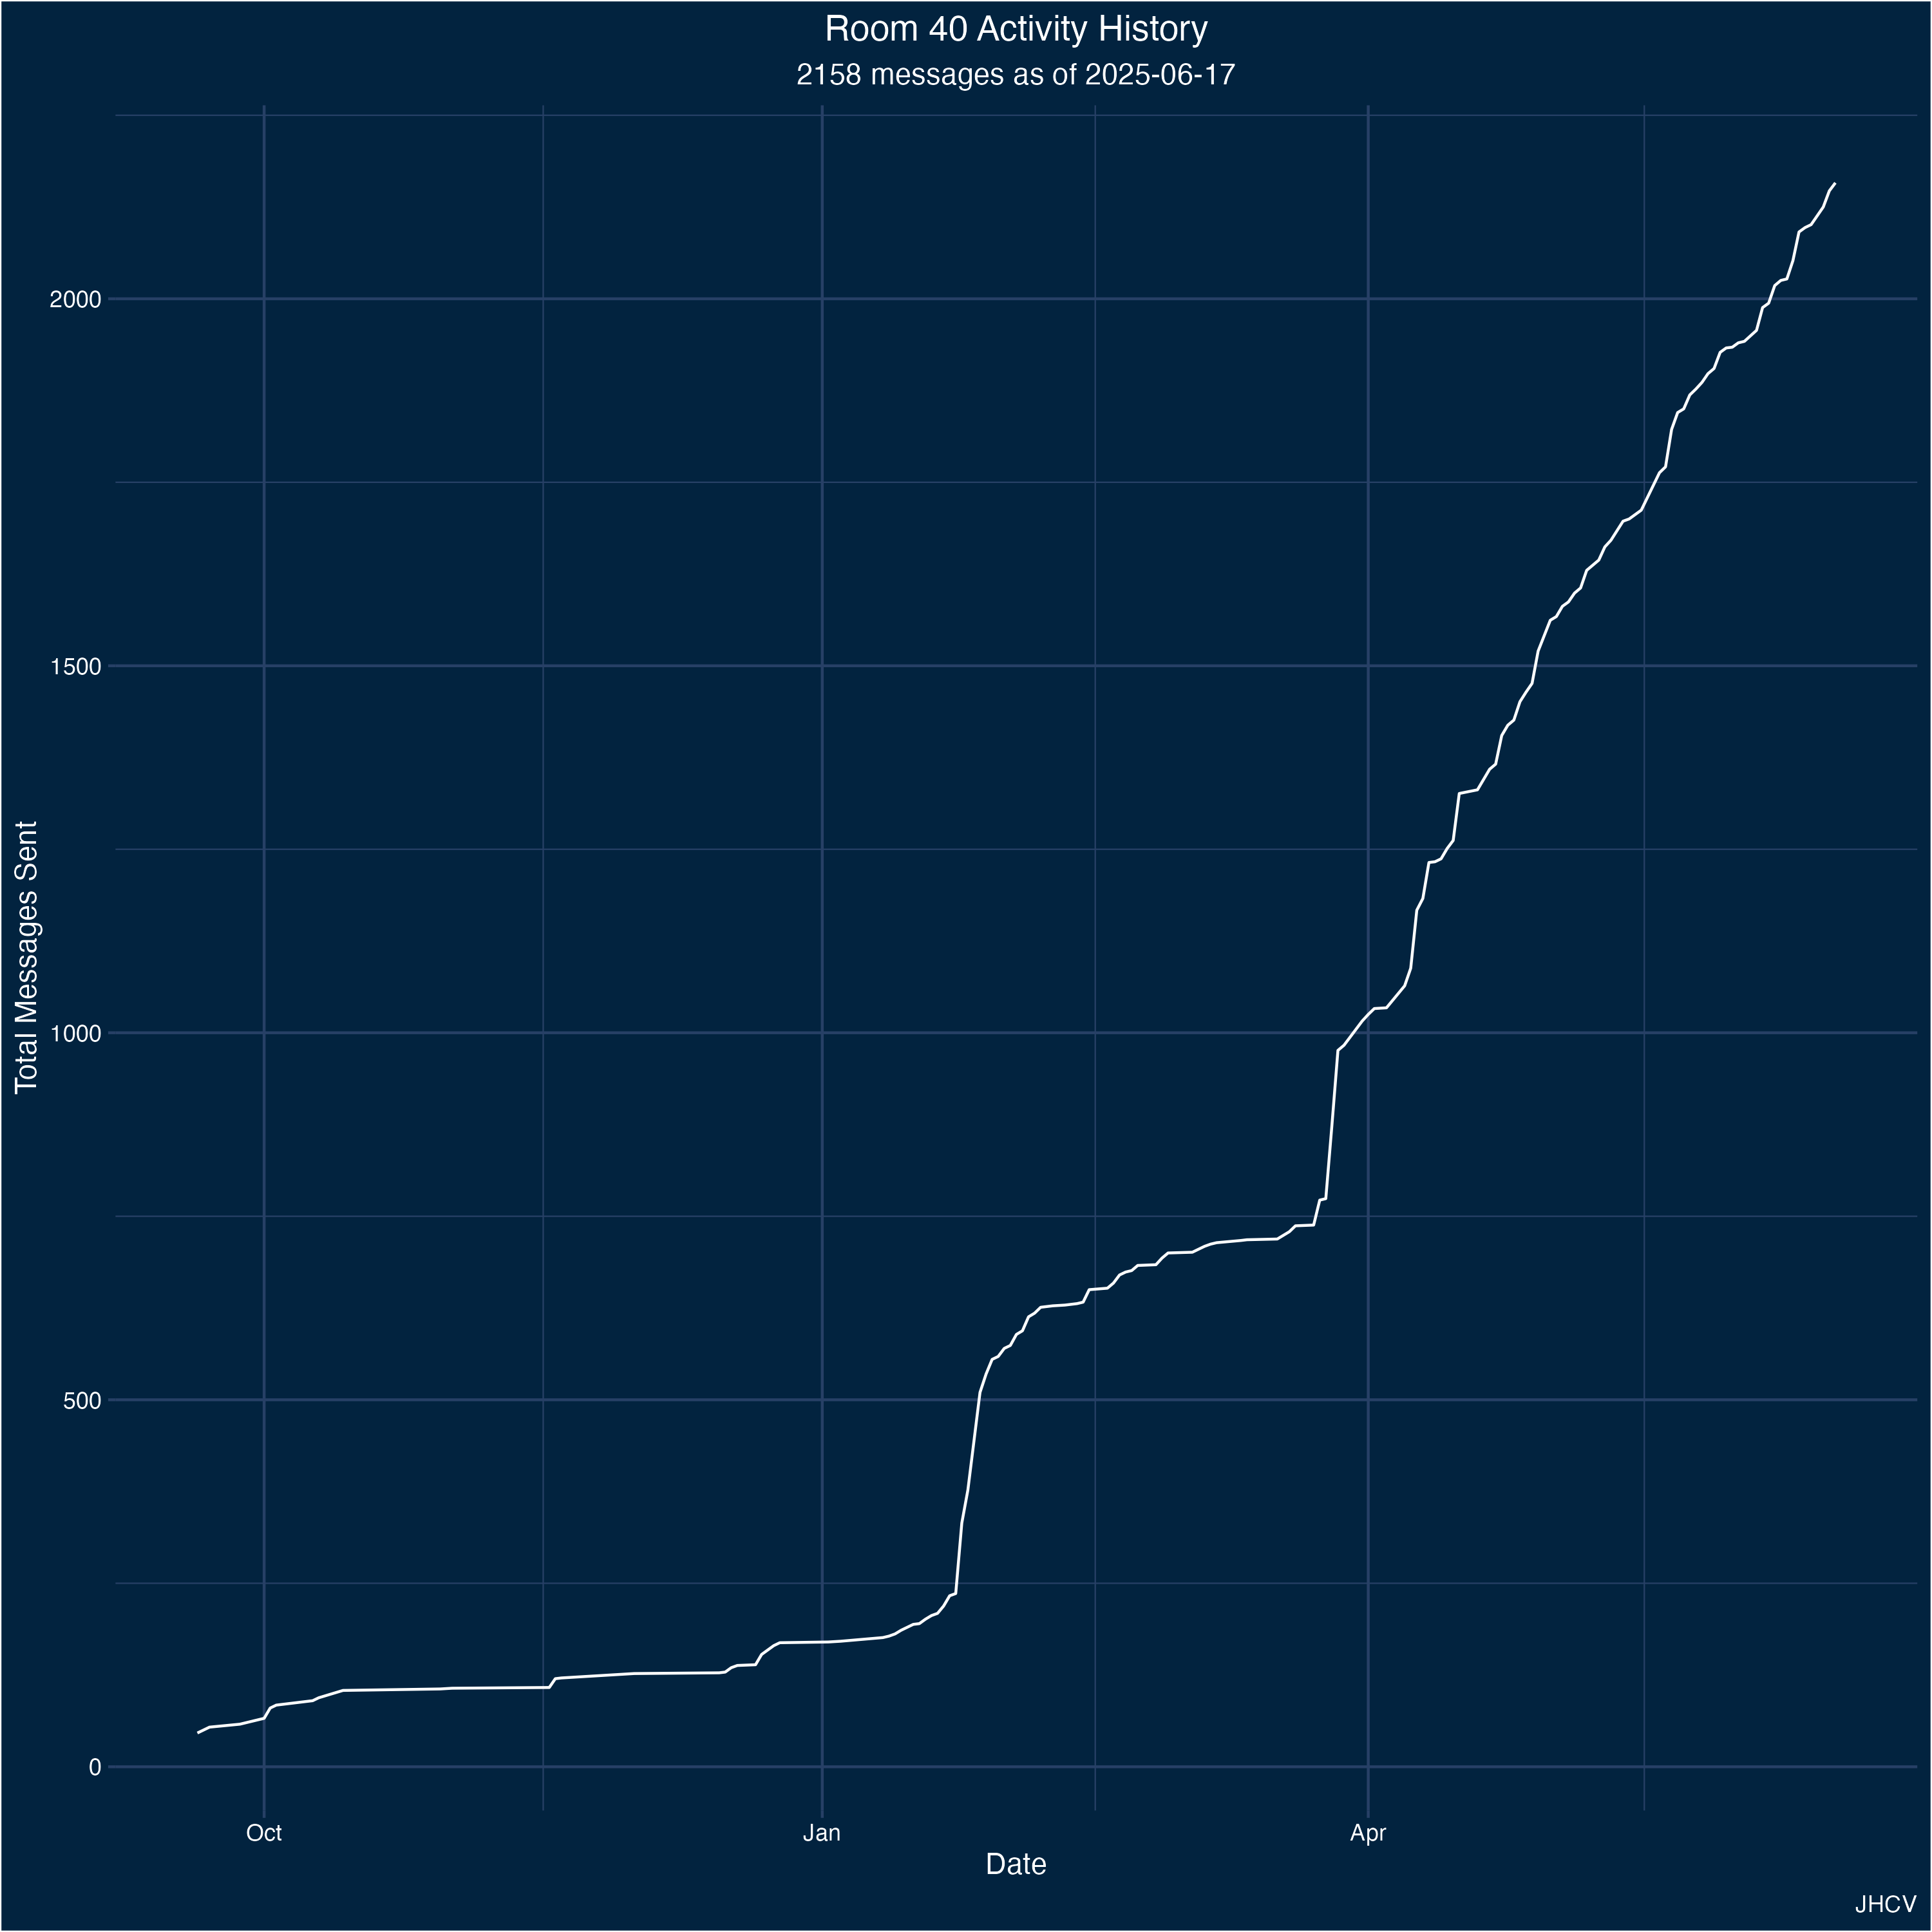 Room 40 Activity History
2158 messages as of 2025-06-17
Total Messages Sent
2000
1500
1000
500
0
Oct
Jan
Apr
Date
JHCV